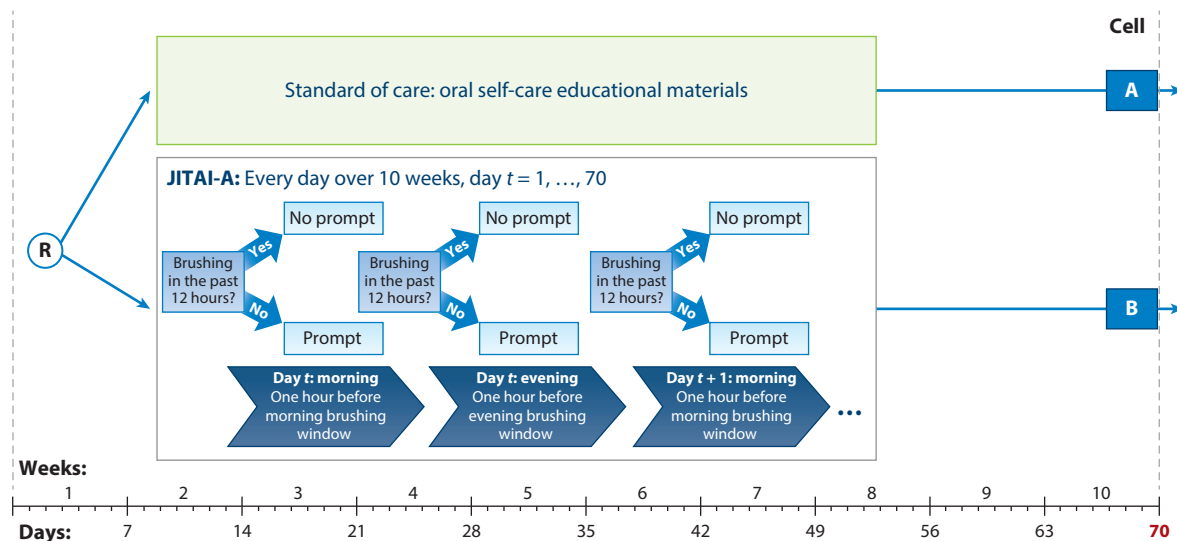 Cell
Standard of care: oral self-care educational materials
A
JITAI-A: Every day over 10 weeks, day t = 1, …, 70
R
No prompt
No prompt
No prompt
Yes
Yes
Yes
Brushing
in the past
12 hours?
Brushing
in the past
12 hours?
Brushing
in the past
12 hours?
No
No
No
B
Prompt
Prompt
Prompt
Day t: morning
One hour before
morning brushing
window
Day t: evening
One hour before
evening brushing
window
Day t + 1: morning
One hour before
morning brushing
window
...
Weeks:
1 2 3 4 5 6 7 8 9 10
Days: 7 14 21 28 35 42 49 56 63 70